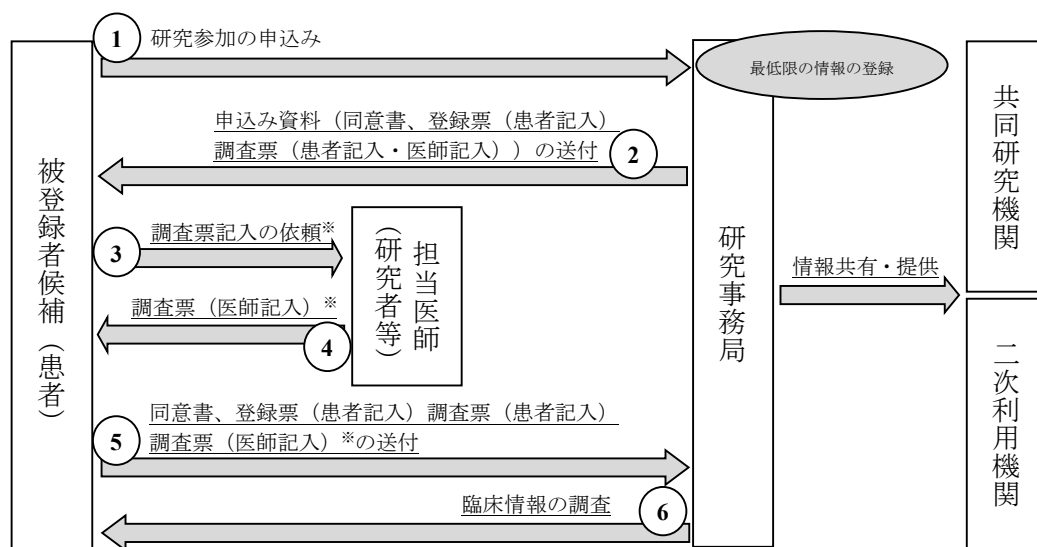 1
研究参加の申込み
最低限の情報の登録
申込み資料（同意書、登録票（患者記入）
調査票（患者記入・医師記入））の送付
2
被登録者候補（患者）
3
調査票記入の依頼※
担当医師
（研究者等）
調査票（医師記入）※
4
研究事務局
情報共有・提供
共同研究機関
二次利用機関
同意書、登録票（患者記入）調査票（患者記入）
5
調査票（医師記入）※の送付
臨床情報の調査
6